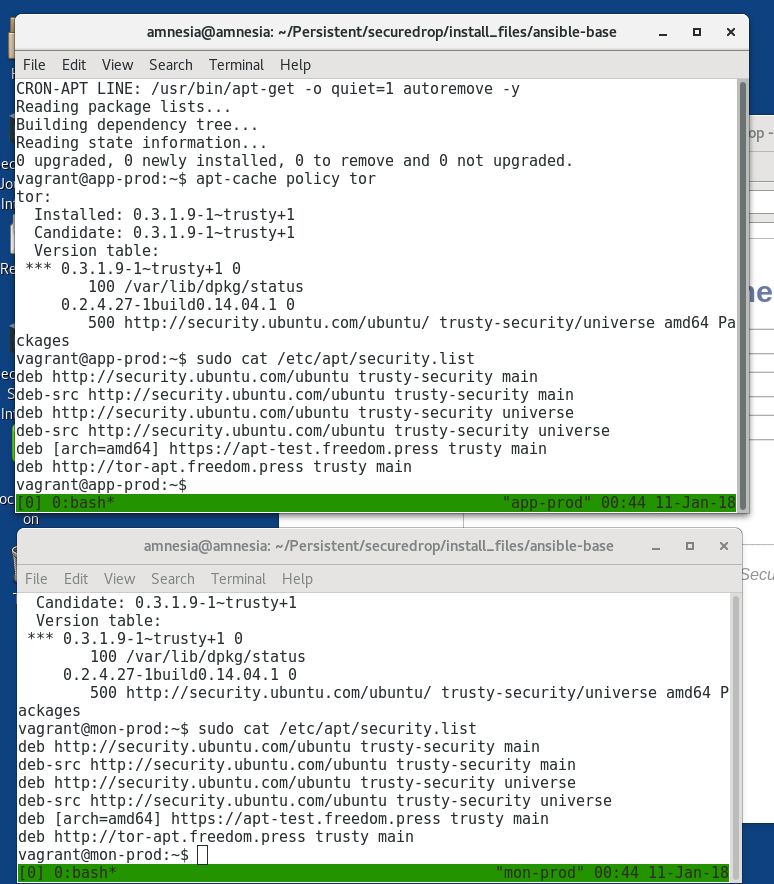 amnesia@amnesia: ~/Persistent/securedrop/install_files/ansible-base
File Edit View Search Terminal Help
CRON-APT LINE: /usr/bin/apt-get -o quiet=1 autoremove -y
Reading package lists...
Building dependency tree...
Reading state information...
0 upgraded, 0 newly installed, 0 to remove and 0 not upgraded.
vagrant@app-prod:~$ apt-cache policy tor
tor:
  Installed: 0.3.1.9-1~trusty+1
  Candidate: 0.3.1.9-1~trusty+1
  Version table:
 *** 0.3.1.9-1~trusty+1 0
        100 /var/lib/dpkg/status
     0.2.4.27-1build0.14.04.1 0
        500 http://security.ubuntu.com/ubuntu/ trusty-security/universe amd64 Pa
ckages
vagrant@app-prod:~$ sudo cat /etc/apt/security.list
deb http://security.ubuntu.com/ubuntu trusty-security main
deb-src http://security.ubuntu.com/ubuntu trusty-security main
deb http://security.ubuntu.com/ubuntu trusty-security universe
deb-src http://security.ubuntu.com/ubuntu trusty-security universe
deb [arch=amd64] https://apt-test.freedom.press trusty main
deb http://tor-apt.freedom.press trusty main
vagrant@app-prod:~$
[0] 0:bash* "app-prod" 00:44 11-Jan-18
on
amnesia@amnesia: ~/Persistent/securedrop/install_files/ansible-base
File Edit View Search Terminal Help
  Candidate: 0.3.1.9-1~trusty+1
  Version table:
 *** 0.3.1.9-1~trusty+1 0
        100 /var/lib/dpkg/status
     0.2.4.27-1build0.14.04.1 0
        500 http://security.ubuntu.com/ubuntu/ trusty-security/universe amd64 P
ackages
vagrant@mon-prod:~$ sudo cat /etc/apt/security.list
deb http://security.ubuntu.com/ubuntu trusty-security main
deb-src http://security.ubuntu.com/ubuntu trusty-security main
deb http://security.ubuntu.com/ubuntu trusty-security universe
deb-src http://security.ubuntu.com/ubuntu trusty-security universe
deb [arch=amd64] https://apt-test.freedom.press trusty main
deb http://tor-apt.freedom.press trusty main
vagrant@mon-prod:~$
[0] 0:bash* "mon-prod" 00:44 11-Jan-18